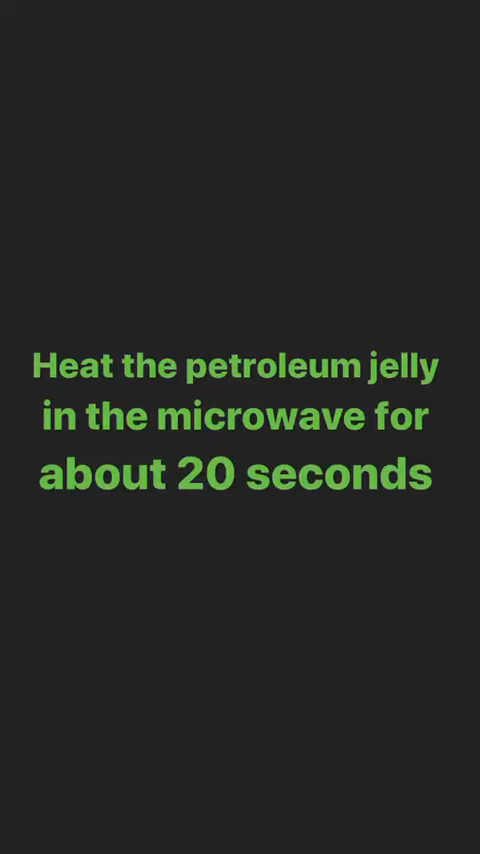 Heat the petroleum jelly
in the microwave for
about 20 seconds